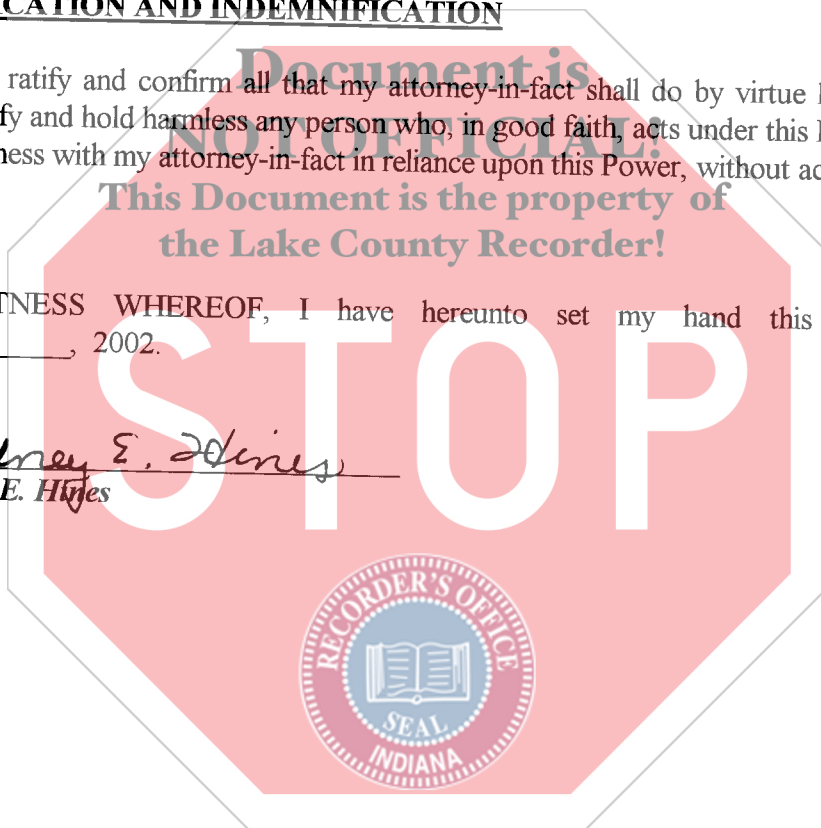 CATION AND INDEMNIFICATION
Document is
ratify and confirm all that my attorney-in-fact shall do by virtue
NOT OFFICIAL!
fy and hold harmless any person who, in good faith, acts under this
ness with my attorney-in-fact in reliance upon this Power, without ac
This Document is the property of
the Lake County Recorder!
TNESS WHEREOF, I have hereunto set my hand this
, 2002.
STOP
ney E. Hines
E. Hines
RECORDER'S OFFICE
SEAL
INDIANA